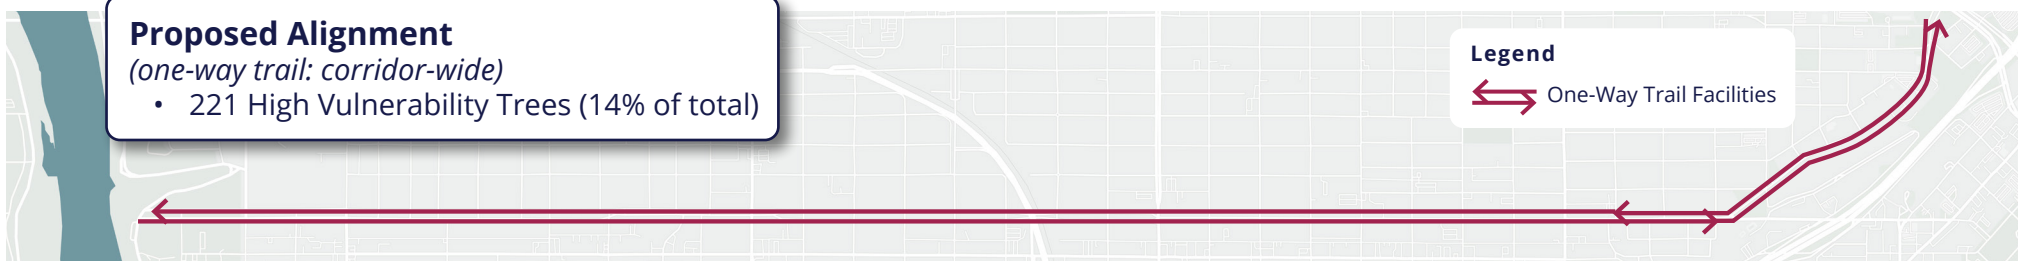 Proposed Alignment
(one-way trail: corridor-wide)
• 221 High Vulnerability Trees (14% of total)
Legend
One-Way Trail Facilities